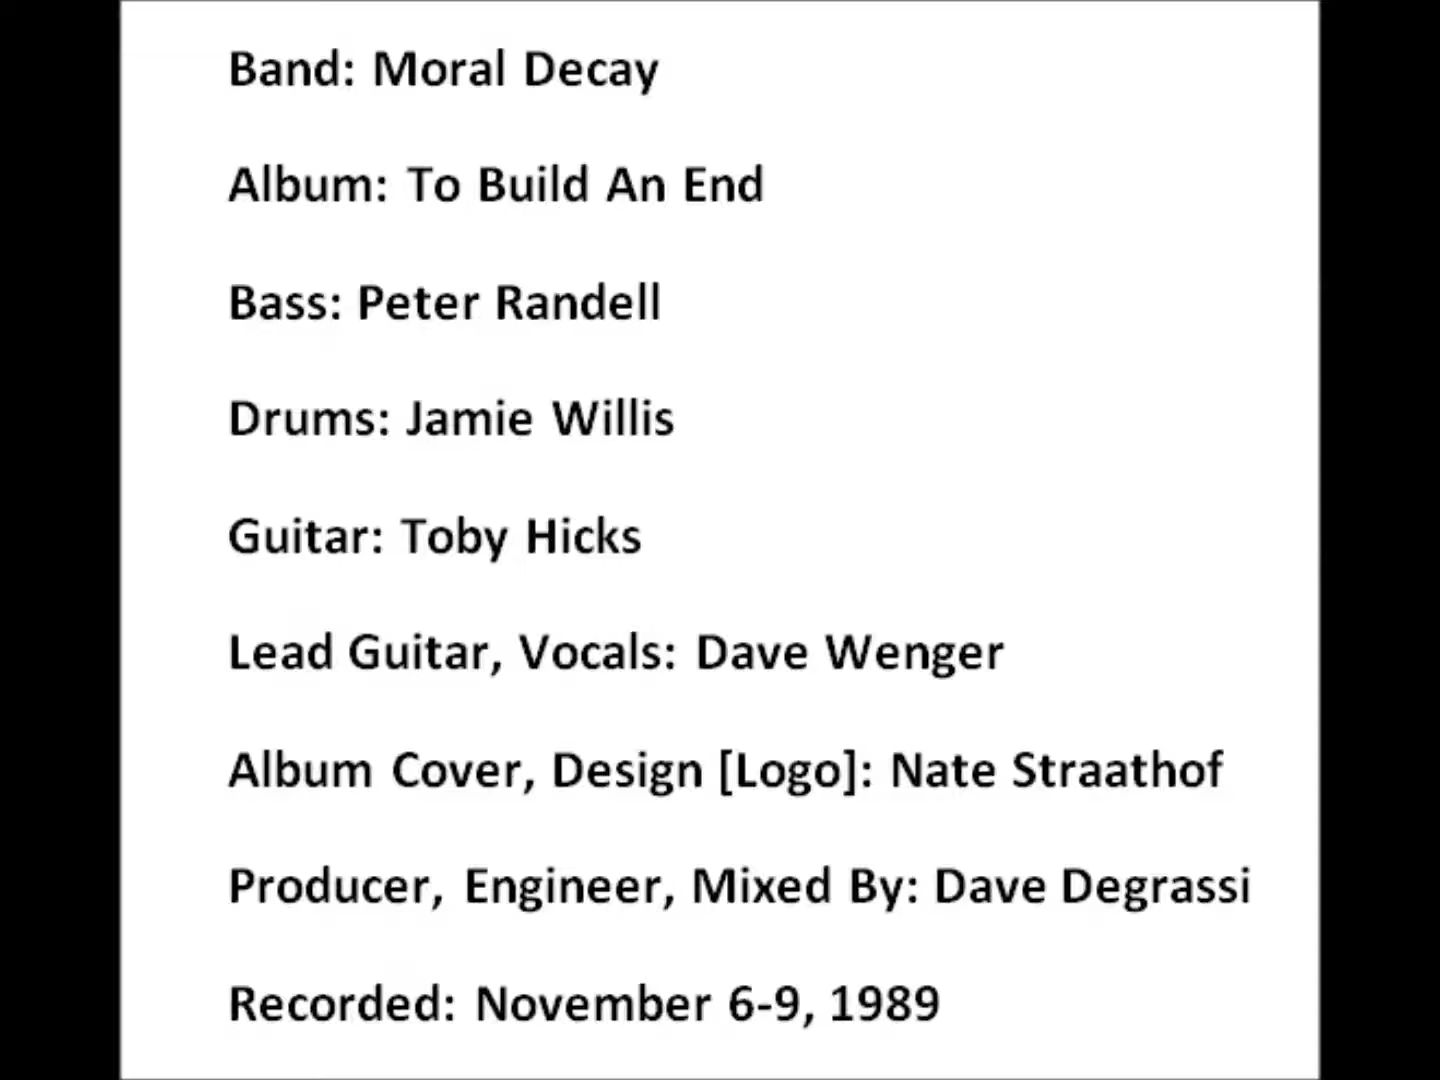 Band: Moral Decay
Album: To Build An End
Bass: Peter Randell
Drums: Jamie Willis
Guitar: Toby Hicks
Lead Guitar, Vocals: Dave Wenger
Album Cover, Design [Logo]: Nate Straathof
Producer, Engineer, Mixed By: Dave Degrassi
Recorded: November 6-9, 1989